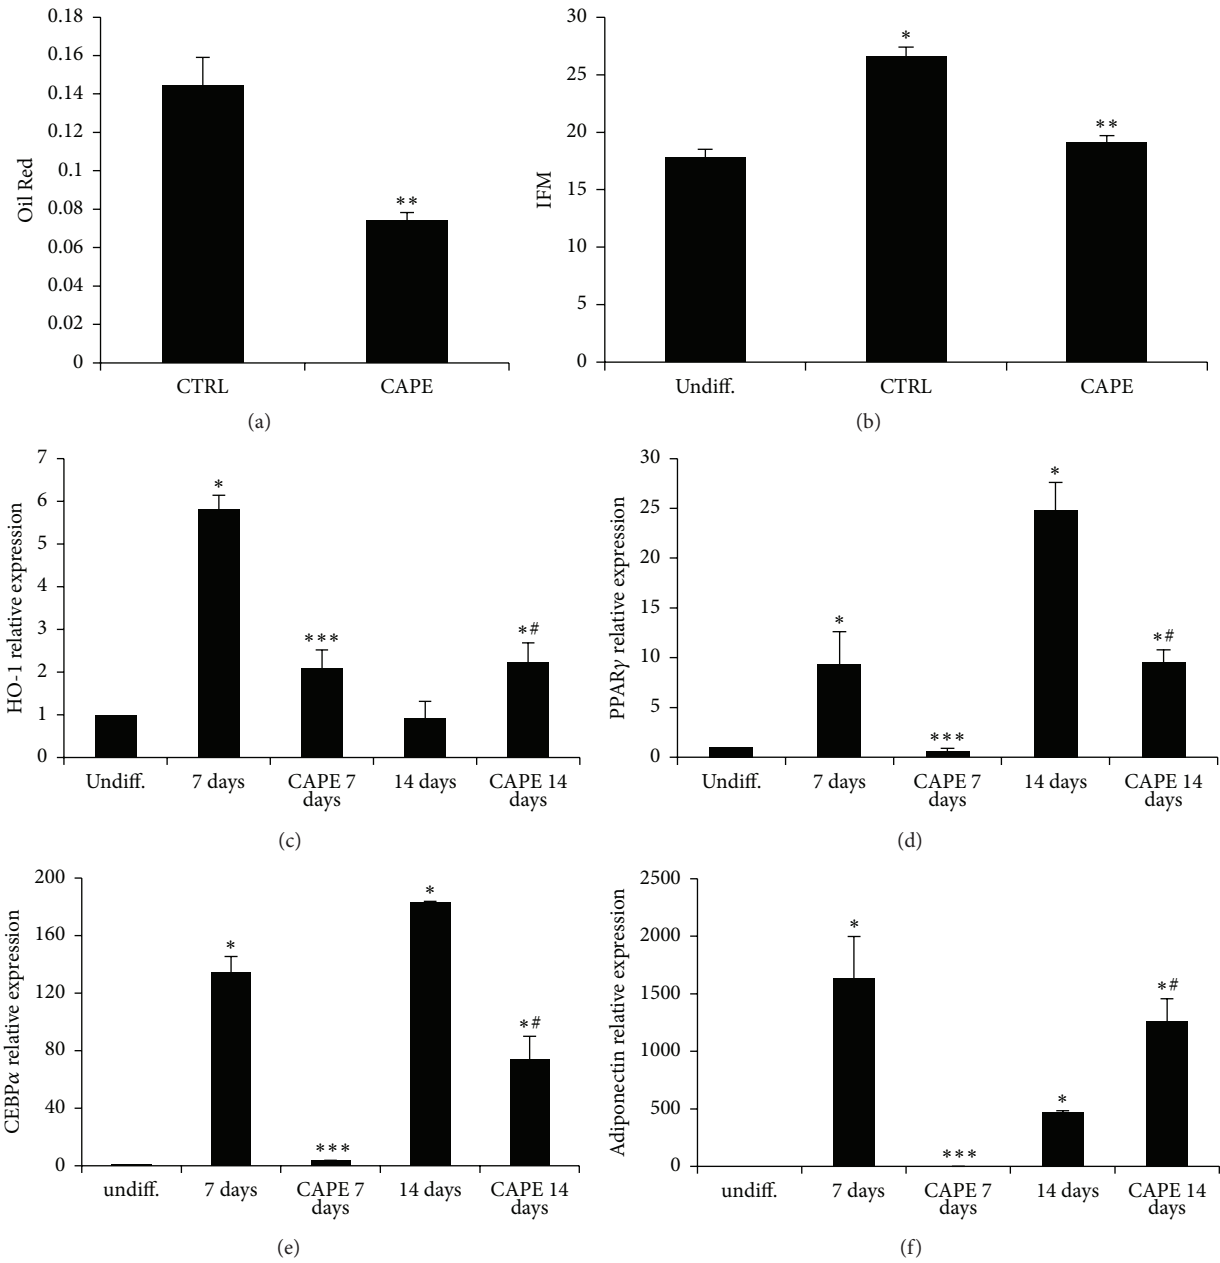 0.18
0.16
0.14
0.12
0.1
0.08
0.06
0.04
0.02
0
Oil Red
**
CTRL
CAPE
(a)
30
25
20
15
10
5
0
IFM
*
**
Undiff.
CTRL
CAPE
(b)
7
6
5
4
3
2
1
0
HO-1 relative expression
*
***
*#
Undiff.
7 days
CAPE 7
days
14 days
CAPE 14
days
(c)
30
25
20
15
10
5
0
PPARγ relative expression
*
***
*
*#
Undiff.
7 days
CAPE 7
days
14 days
CAPE 14
days
(d)
200
160
120
80
40
0
CEBPα relative expression
*
***
*
*#
undiff.
7 days
CAPE 7
days
14 days
CAPE 14
days
(e)
2500
2000
1500
1000
500
0
Adiponectin relative expression
*
***
*
*#
undiff.
7 days
CAPE 7
days
14 days
CAPE 14
days
(f)